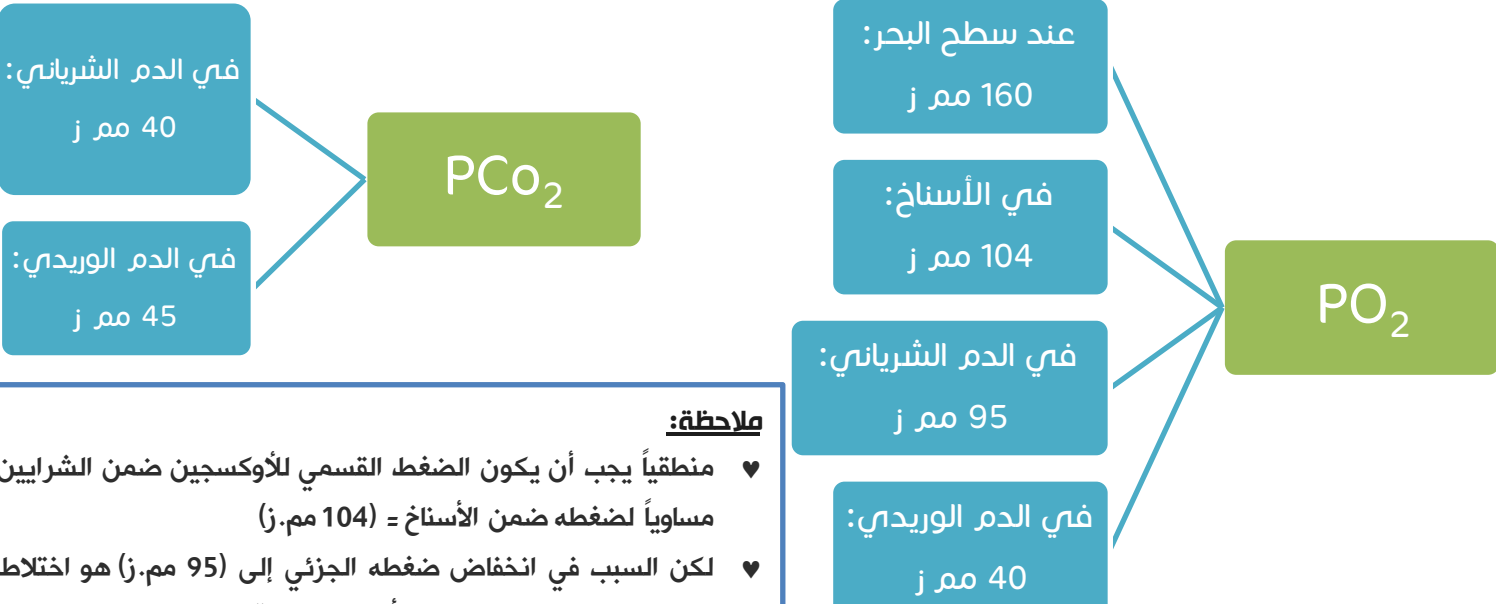 PO2
عند سطح البحر:
160 مم ز
في الأسناخ:
104 مم ز
في الدم الشرياني:
95 مم ز
في الدم الوريدي:
40 مم ز
PCo2
في الدم الشرياني:
40 مم ز
في الدم الوريدي:
45 مم ز
ملاحظة:
♥ منطقياً يجب أن يكون الضغط القسمي للأوكسجين ضمن الشرايين
مساوياً لضغطه ضمن الأسناخ = (104 مم.ز)
♥ لكن السبب في انخفاض ضغطه الجزئي إلى (95 مم.ز) هو اختلاط